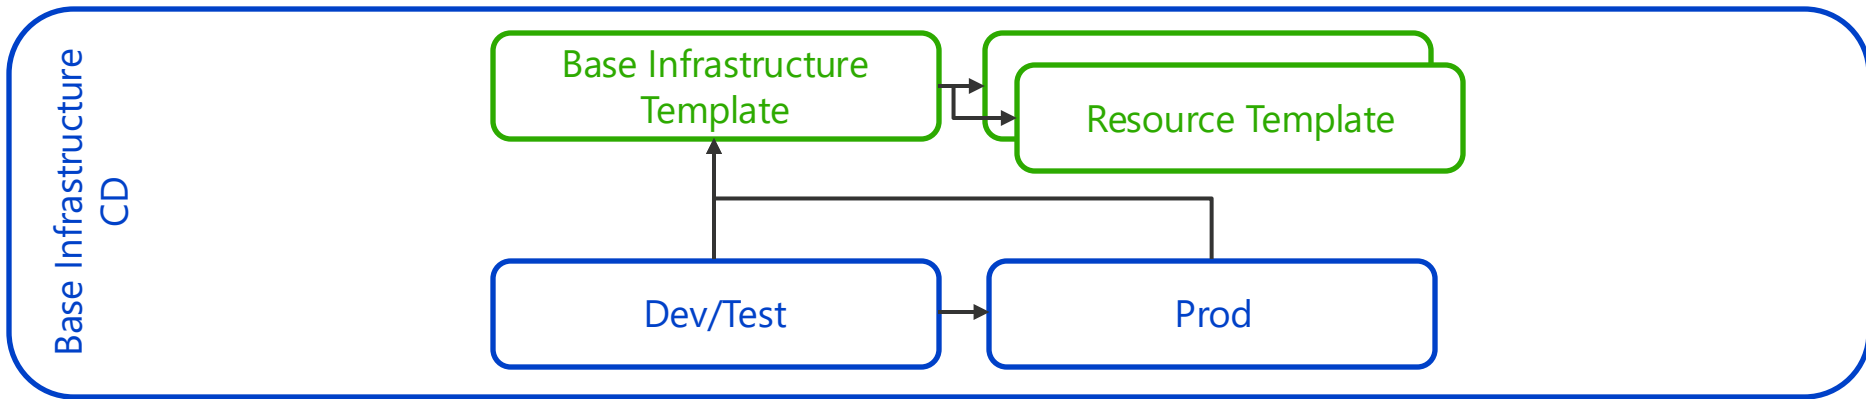 Base Infrastructure
CD
Base Infrastructure
Template
Resource Template
Dev/Test
Prod